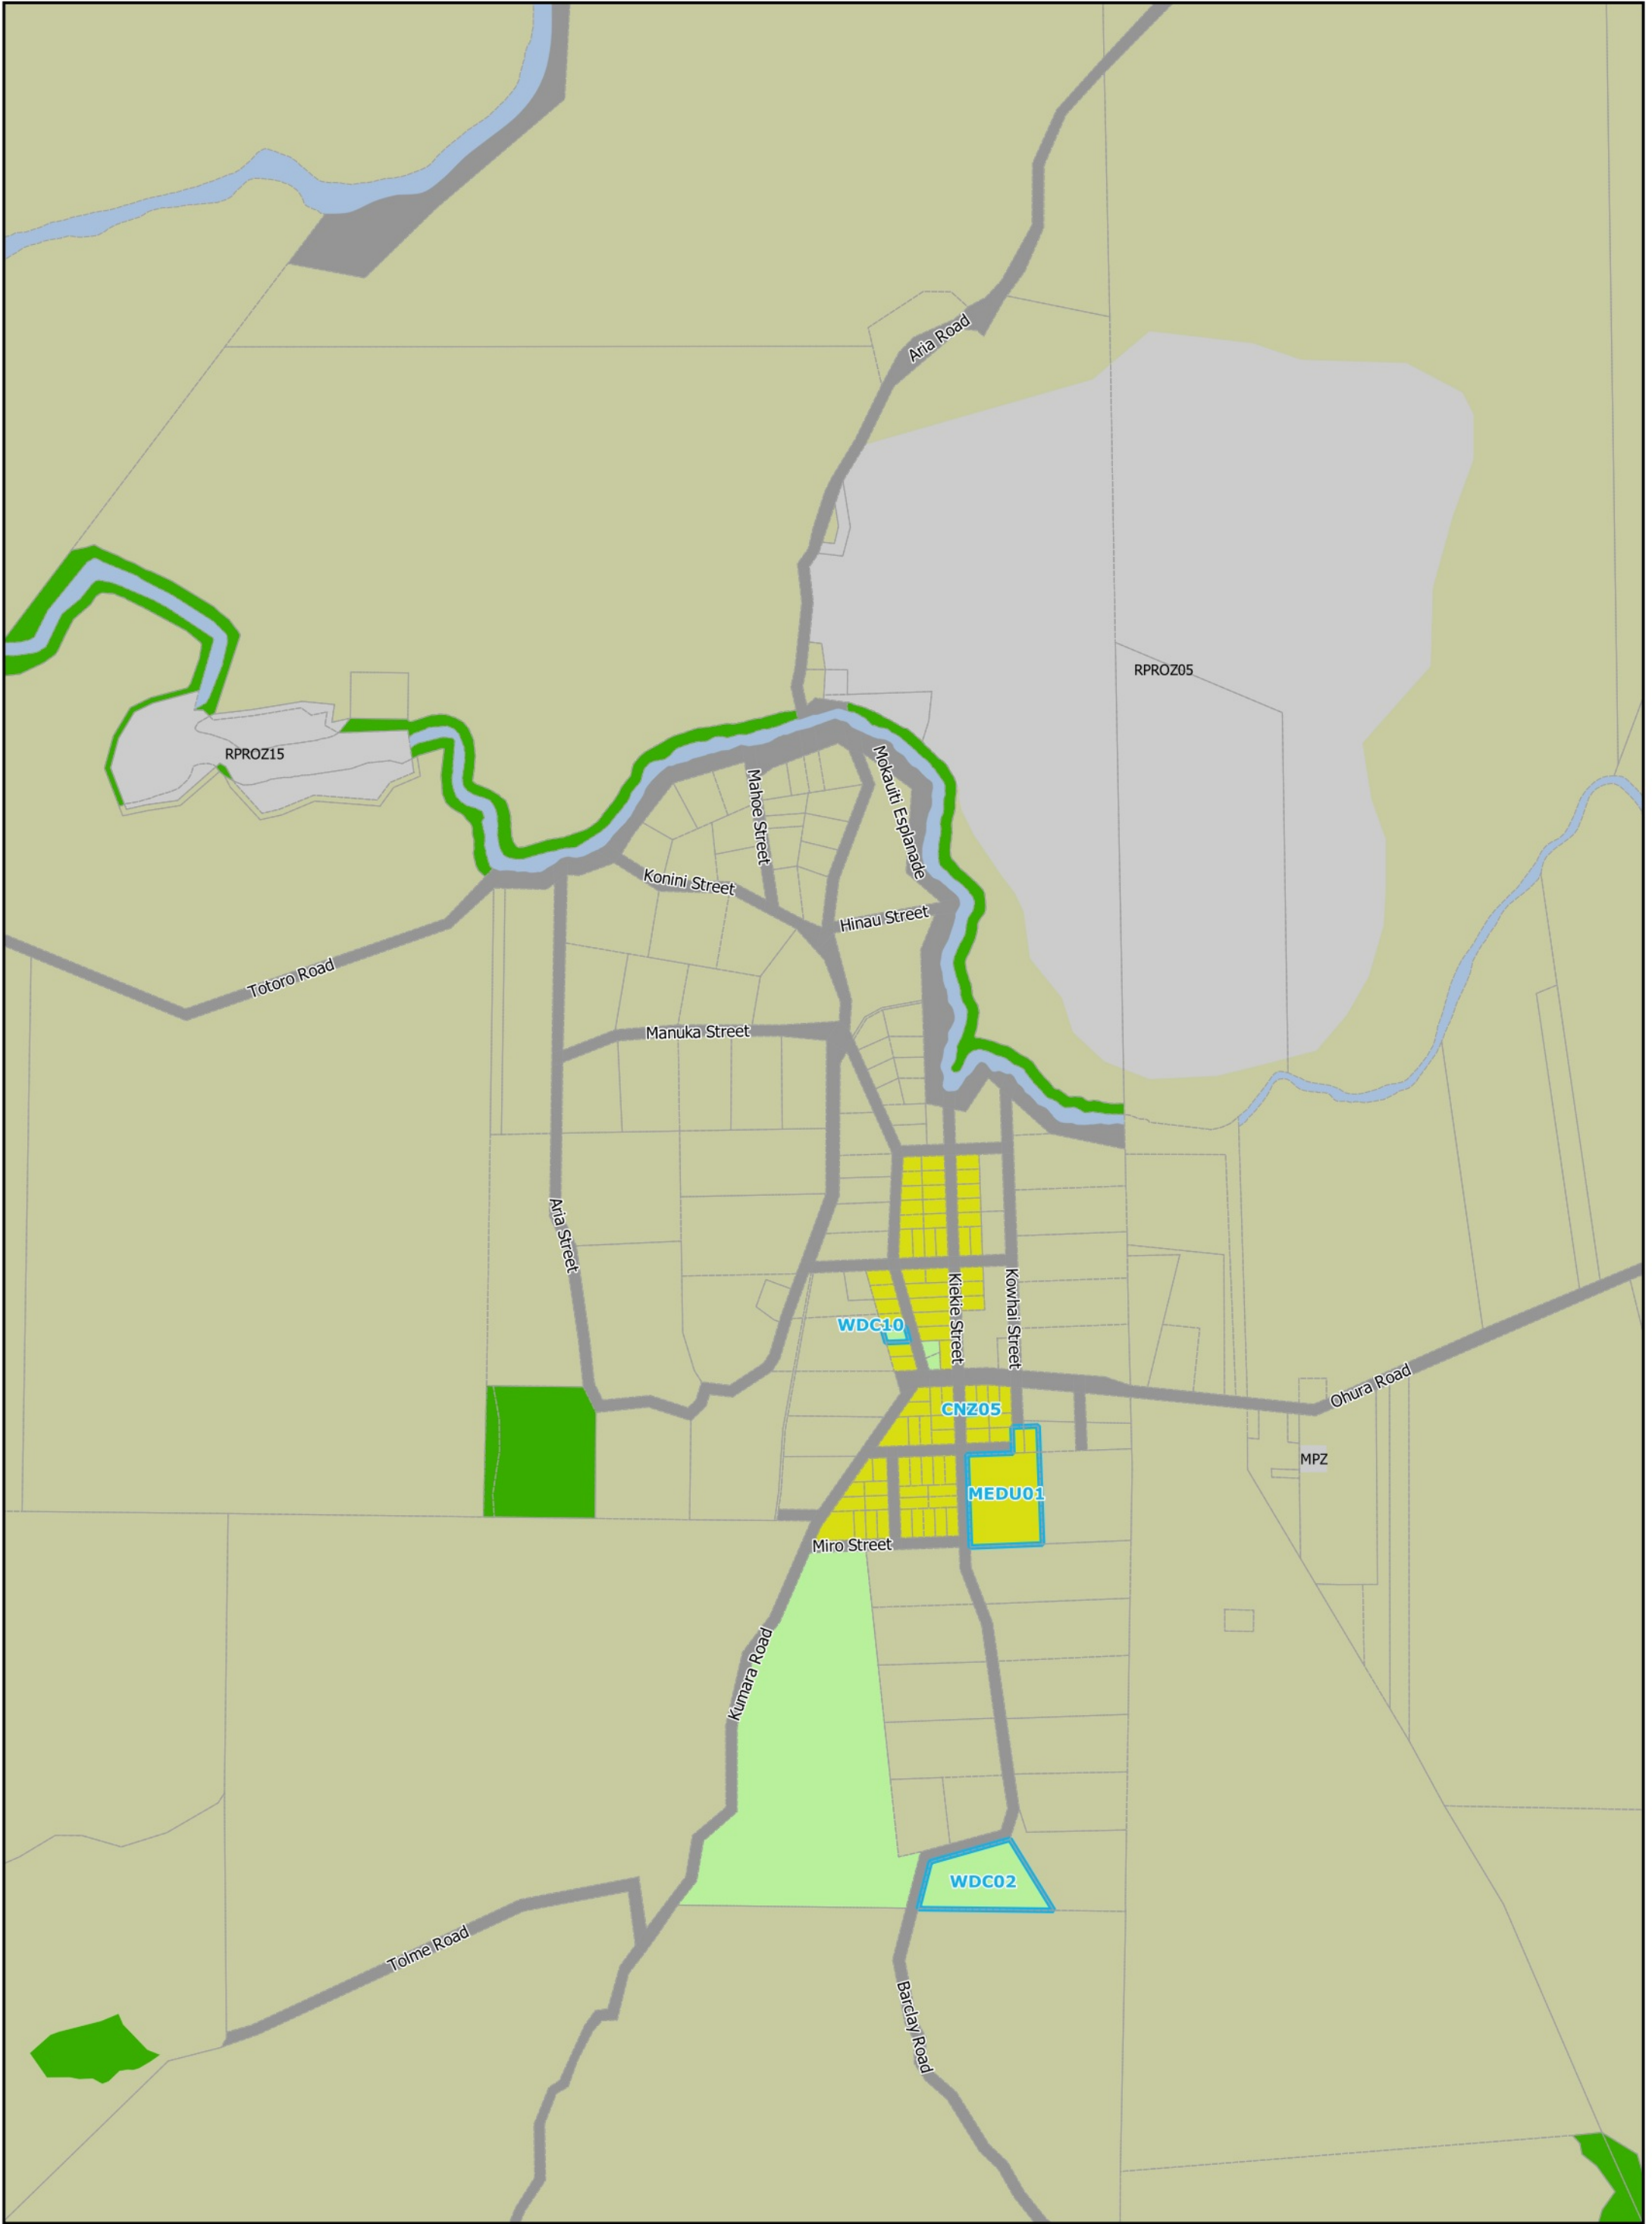 Aria Road
RPROZ05
RPROZ15
Mahoe Street
Mokauiti Esplanade
Konini Street
Hinau Street
Totoro Road
Manuka Street
Aria Street
Kiekie Street
Kowhai Street
WDC10
Ohura Road
CNZ05
MPZ
MEDU01
Miro Street
Kumara Road
WDC02
Tolme Road
Barclay Road